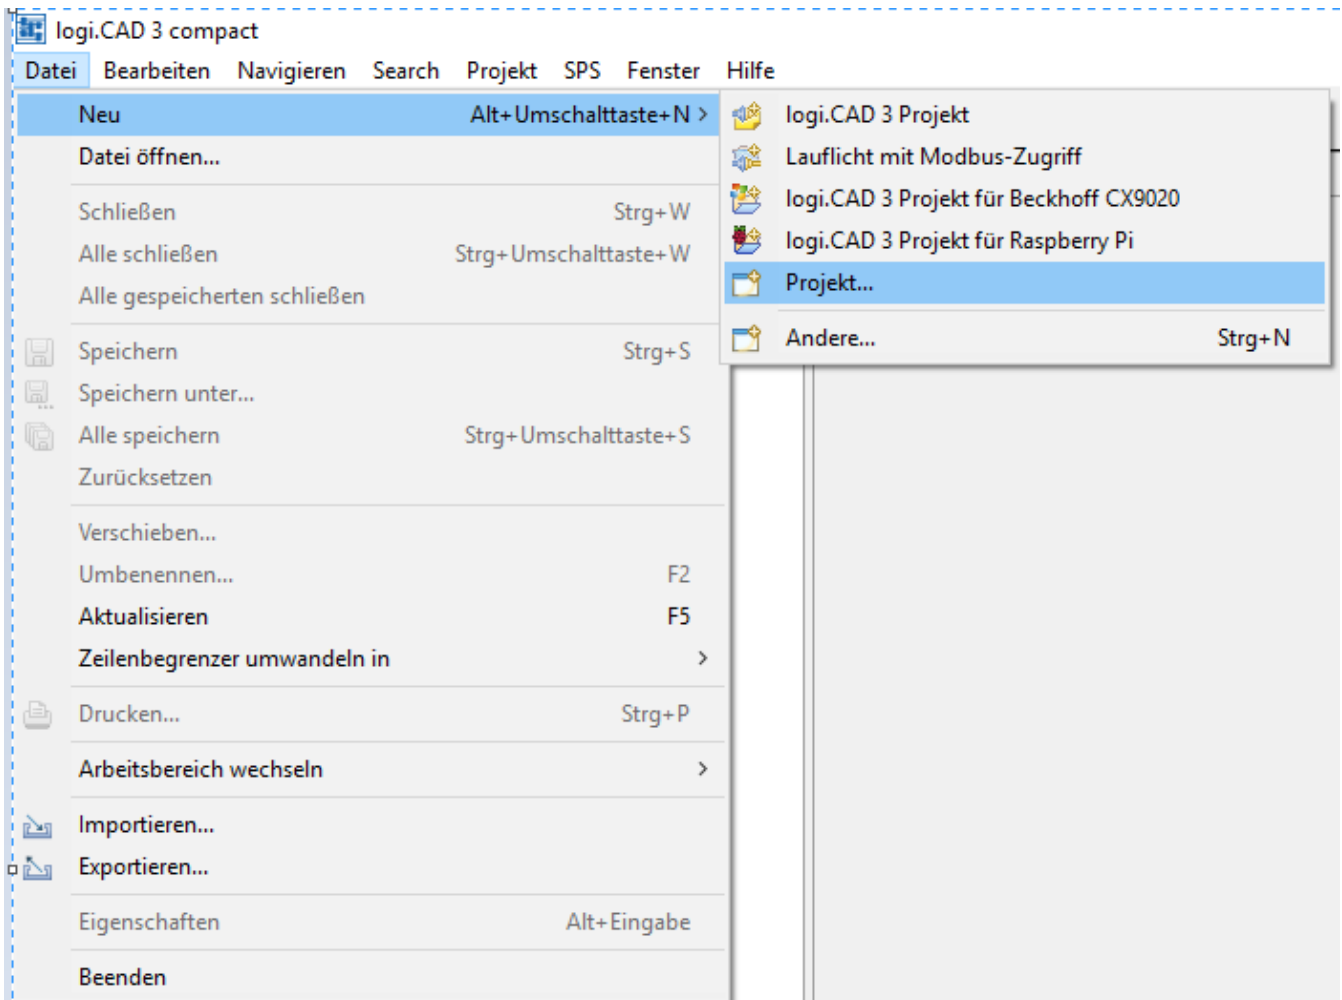 logi.CAD 3 compact
Datei Bearbeiten Navigieren Search Projekt SPS Fenster Hilfe
Neu Alt+Umschalttaste+N >
Datei öffnen...
Schließen Strg+W
Alle schließen Strg+Umschalttaste+W
Alle gespeicherten schließen
Speichern Strg+S
Speichern unter...
Alle speichern Strg+Umschalttaste+S
Zurücksetzen
Verschieben...
Umbenennen... F2
Aktualisieren F5
Zeilenbegrenzer umwandeln in >
Drucken... Strg+P
Arbeitsbereich wechseln >
Importieren...
Exportieren...
Eigenschaften Alt+Eingabe
Beenden
logi.CAD 3 Projekt
Lauflicht mit Modbus-Zugriff
logi.CAD 3 Projekt für Beckhoff CX9020
logi.CAD 3 Projekt für Raspberry Pi
Projekt...
Andere... Strg+N